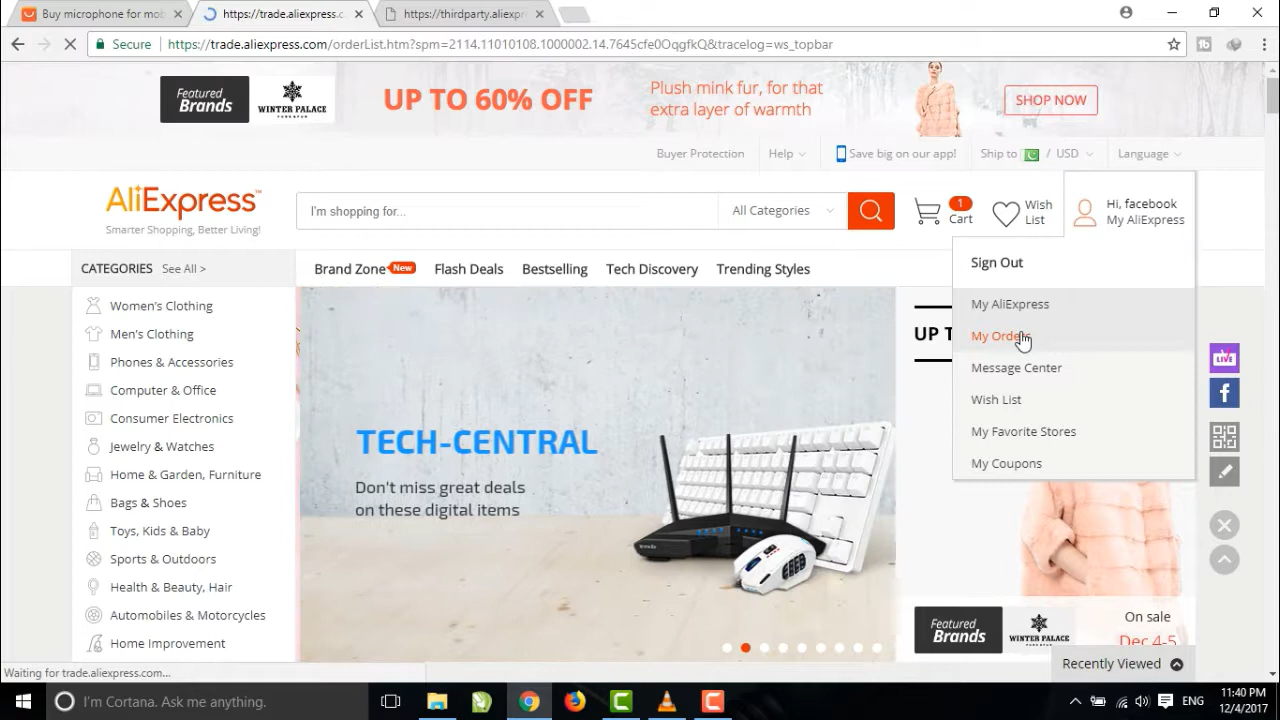 Buy microphone for mob
https://trade.aliexpress.c
https://thirdparty.aliexpr
Secure
https://trade.aliexpress.com/orderList.htm?spm=2114.11010108.1000002.14.7645cfe0OqgfkQ&tracelog=ws_topbar
Featured
Brands
WINTER PALACE
UP TO 60% OFF
Plush mink fur, for that
extra layer of warmth
SHOP NOW
Buyer Protection
Help
Save big on our app!
Ship to / USD
Language
AliExpress
Smarter Shopping, Better Living!
I'm shopping for...
All Categories
1
Cart
Wish
List
Hi, facebook
My AliExpress
CATEGORIES See All >
Brand Zone New
Flash Deals
Bestselling
Tech Discovery
Trending Styles
Sign Out
My AliExpress
My Orders
Message Center
Wish List
My Favorite Stores
My Coupons
Women's Clothing
Men's Clothing
Phones & Accessories
Computer & Office
Consumer Electronics
Jewelry & Watches
Home & Garden, Furniture
Bags & Shoes
Toys, Kids & Baby
Sports & Outdoors
Health & Beauty, Hair
Automobiles & Motorcycles
Home Improvement
TECH-CENTRAL
Don't miss great deals
on these digital items
UP T
LIVE
Featured
Brands
WINTER PALACE
On sale
Dec 4-5
Recently Viewed
Waiting for trade.aliexpress.com...
I'm Cortana. Ask me anything.
ENG
11:40 PM
12/4/2017